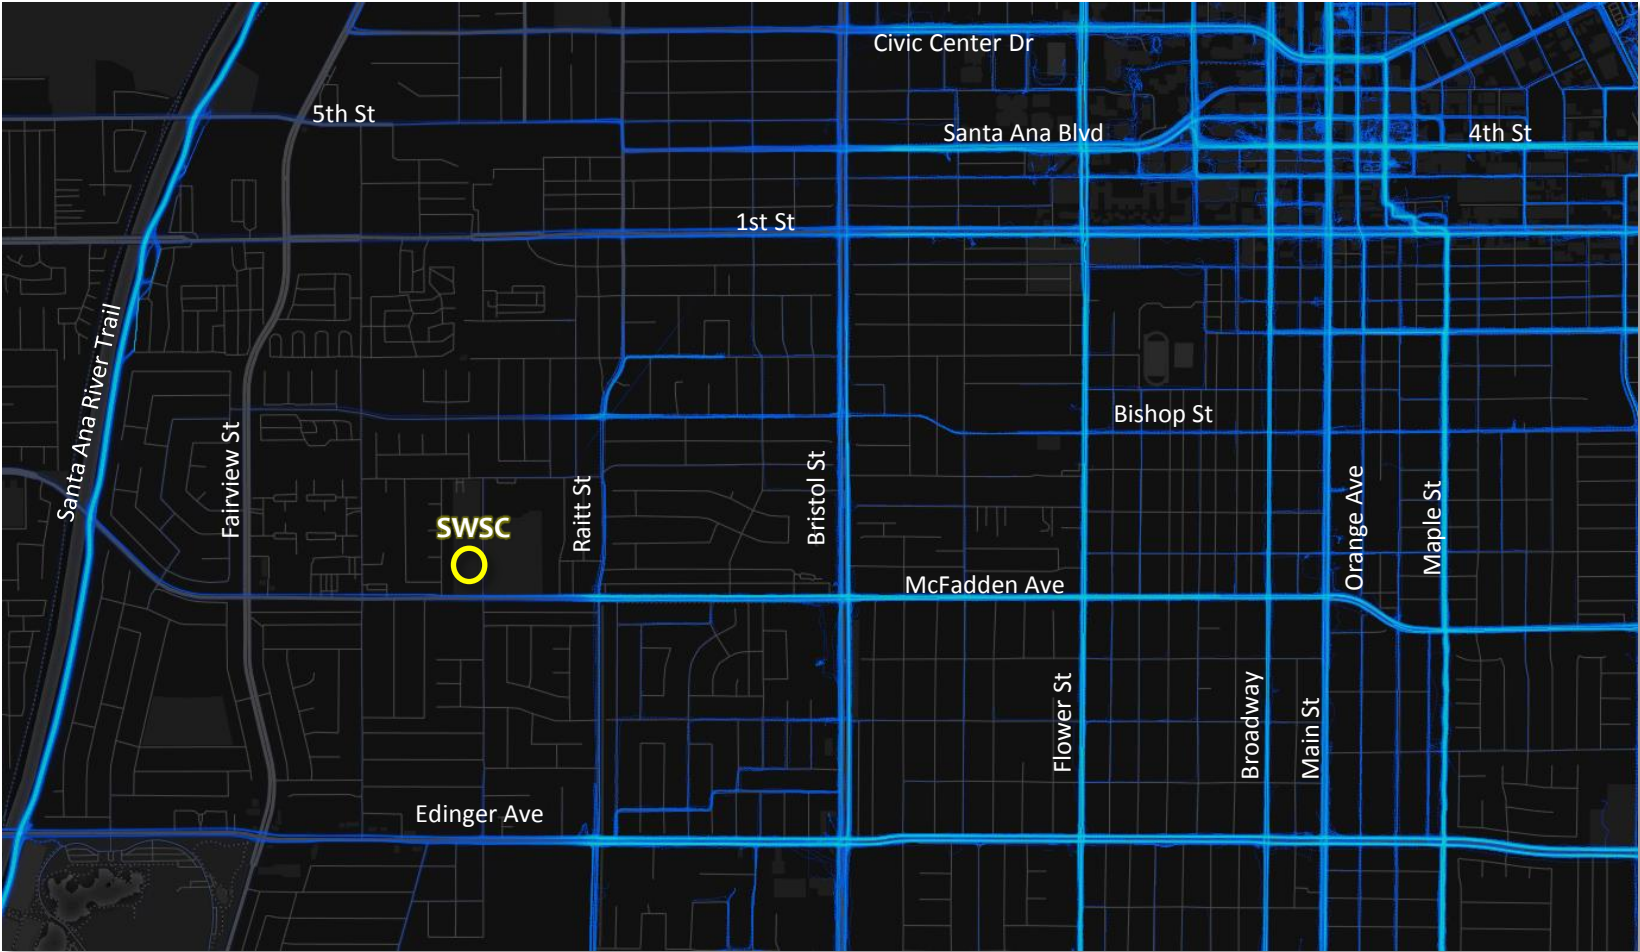 Civic Center Dr
5th St
Santa Ana Blvd
4th St
1st St
Santa Ana River Trail
Bishop St
Fairview St
Raitt St
Bristol St
Orange Ave
Maple St
SWSC
McFadden Ave
Flower St
Broadway
Main St
Edinger Ave